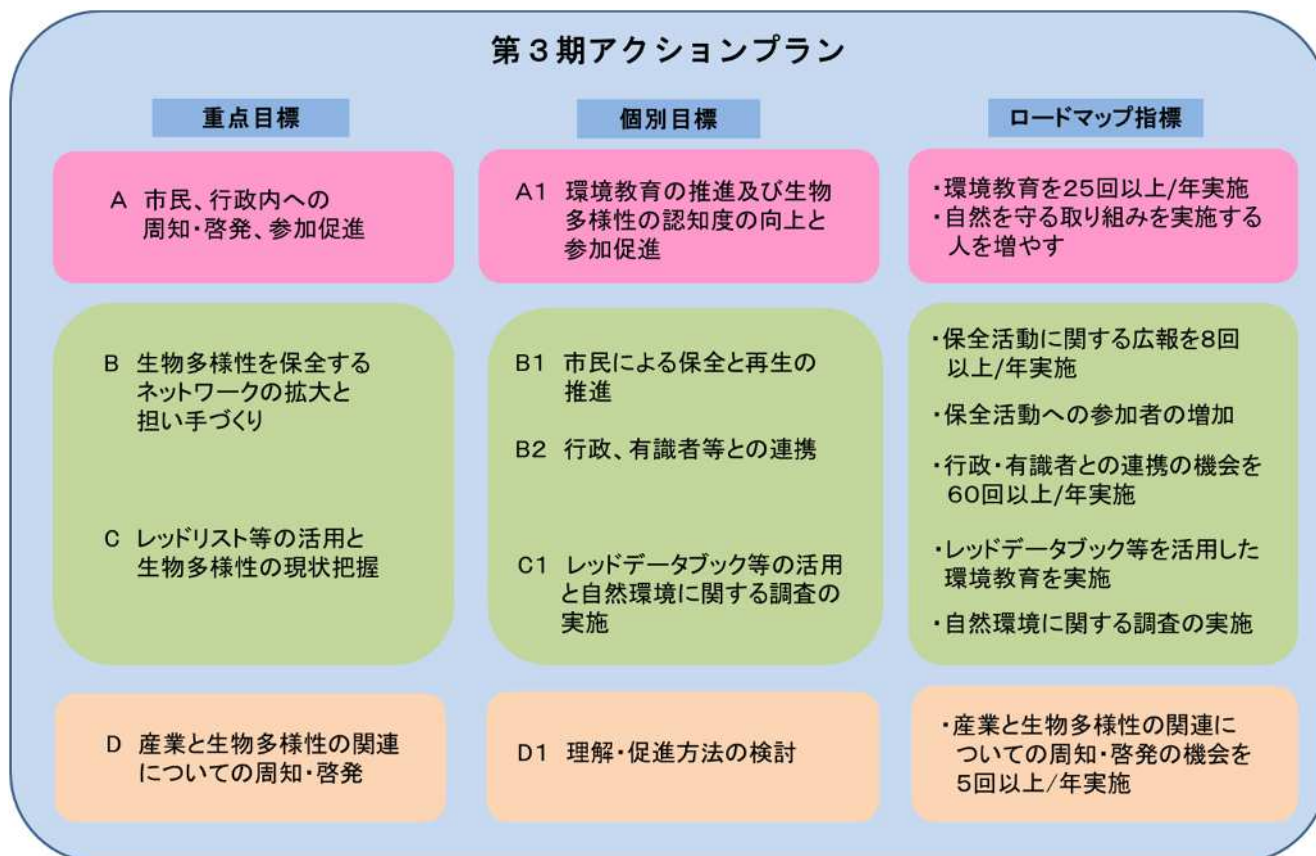 第３期アクションプラン
重点目標
個別目標
ロードマップ指標
A 市民、行政内への
周知・啓発、参加促進
A1 環境教育の推進及び生物
多様性の認知度の向上と
参加促進
・環境教育を25回以上/年実施
・自然を守る取り組みを実施する
人を増やす
B 生物多様性を保全する
ネットワークの拡大と
担い手づくり
C レッドリスト等の活用と
生物多様性の現状把握
B1 市民による保全と再生の
推進
B2 行政、有識者等との連携
C1 レッドデータブック等の活用
と自然環境に関する調査の
実施
・保全活動に関する広報を8回
以上/年実施
・保全活動への参加者の増加
・行政・有識者との連携の機会を
60回以上/年実施
・レッドデータブック等を活用した
環境教育を実施
・自然環境に関する調査の実施
D 産業と生物多様性の関連
についての周知・啓発
D1 理解・促進方法の検討
・産業と生物多様性の関連に
ついての周知・啓発の機会を
5回以上/年実施